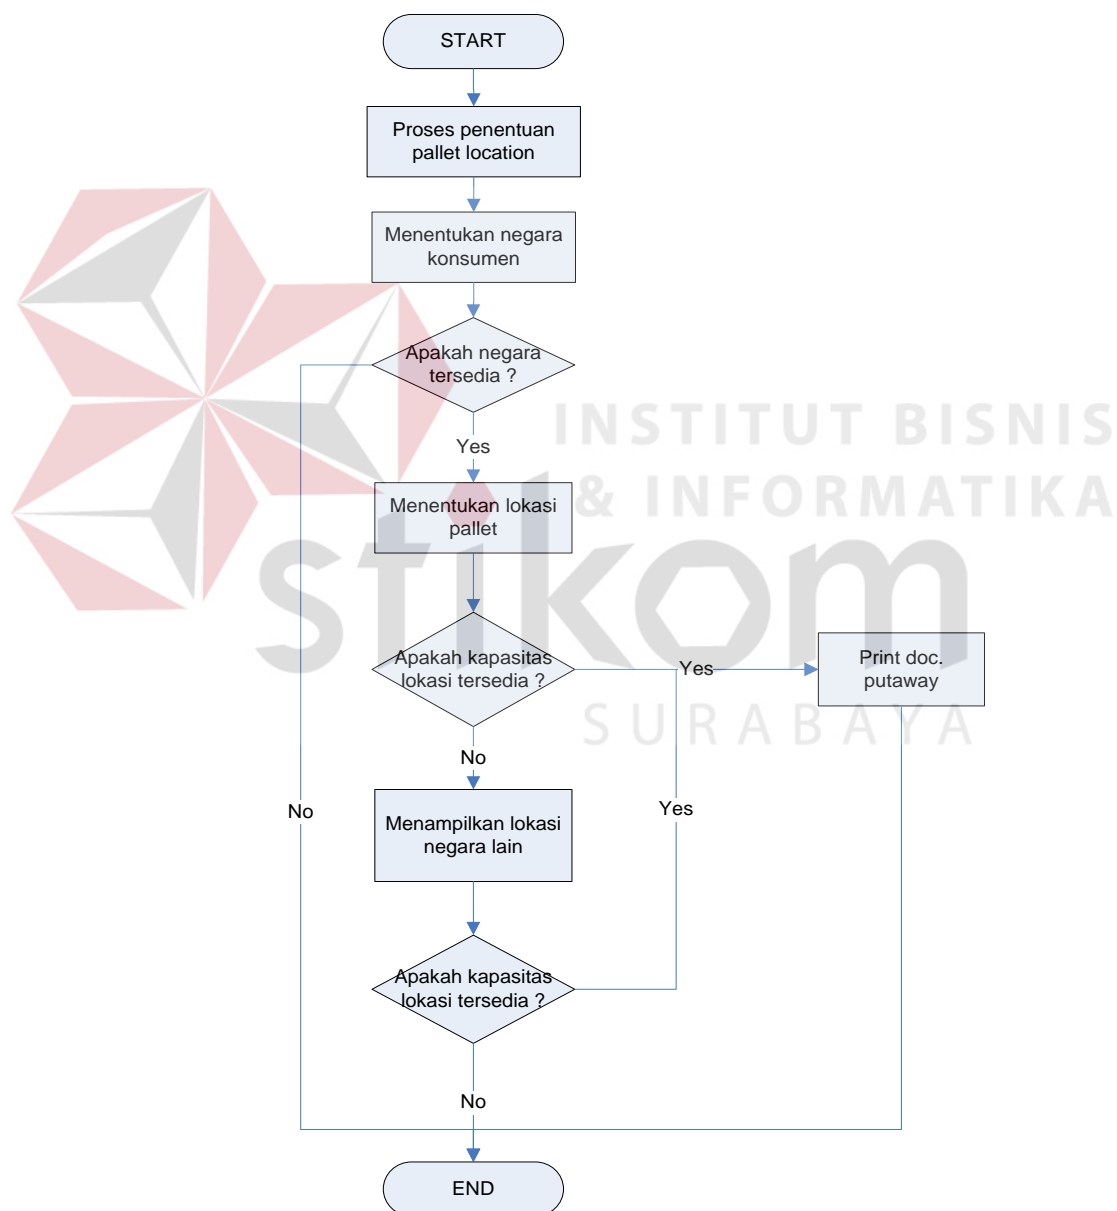 START
Proses penentuan
pallet location
Menentukan negara
konsumen
Apakah negara
tersedia ?
INSTITUT BISNIS
Yes
& INFORMATIKA
Menentukan lokasi
pallet
stikom
Apakah kapasitas
lokasi tersedia ?
Yes
Print doc.
putaway
SURABAYA
No
No
Yes
Menampilkan lokasi
negara lain
Apakah kapasitas
lokasi tersedia ?
No
END